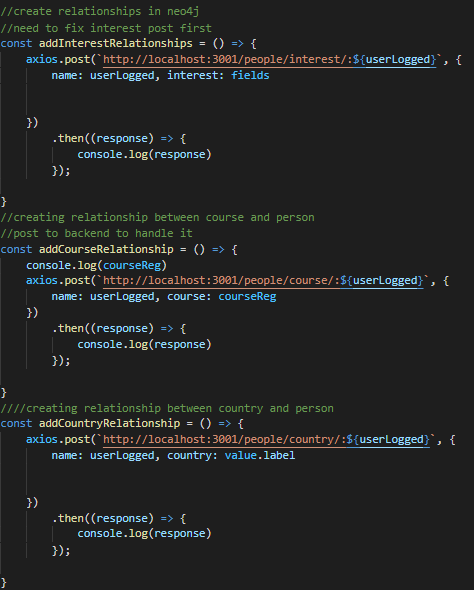 //create relationships in neo4j
//need to fix interest post first
const addInterestRelationships = () => {
    axios.post(`http://localhost:3001/people/interest/:${userLogged}`, {
        name: userLogged, interest: fields
    })
        .then((response) => {
            console.log(response)
        });
}
//creating relationship between course and person
//post to backend to handle it
const addCourseRelationship = () => {
    console.log(courseReg)
    axios.post(`http://localhost:3001/people/course/:${userLogged}`, {
        name: userLogged, course: courseReg
    })
        .then((response) => {
            console.log(response)
        });
}
////creating relationship between country and person
const addCountryRelationship = () => {
    axios.post(`http://localhost:3001/people/country/:${userLogged}`, {
        name: userLogged, country: value.label
    })
        .then((response) => {
            console.log(response)
        });
}